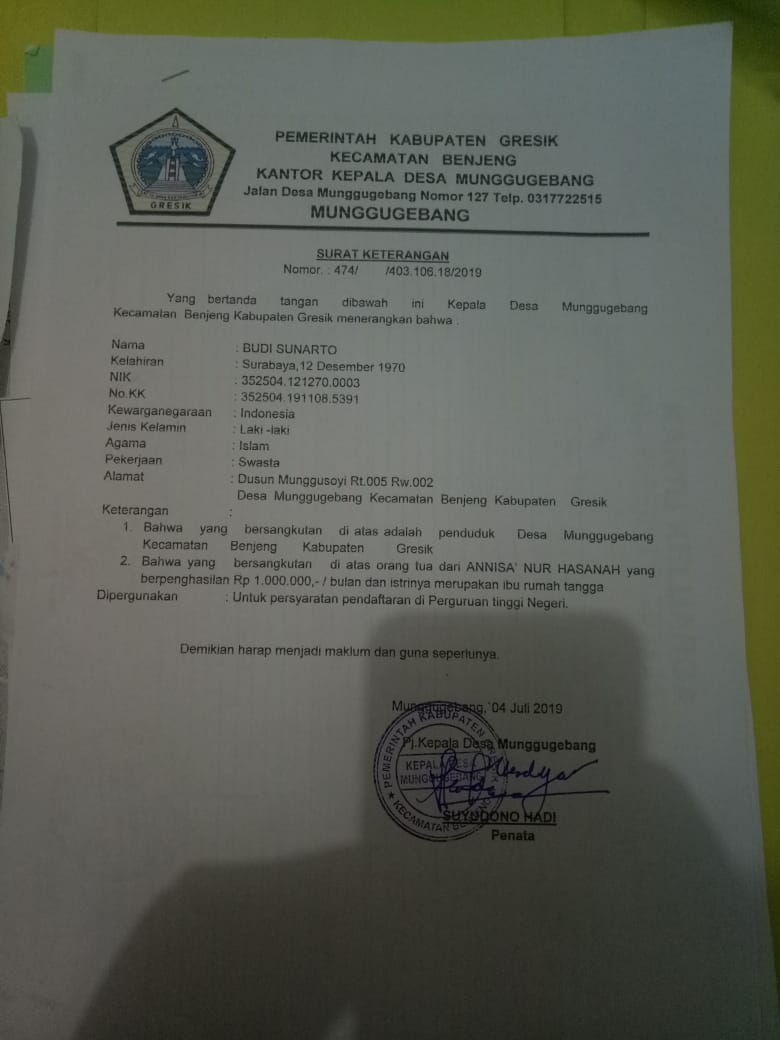 GRESIK
PEMERINTAH KABUPATEN GRESIK
KECAMATAN BENJENG
KANTOR KEPALA DESA MUNGGUGEBANG
Jalan Desa Munggugebang Nomor 127 Telp. 0317722515
MUNGGUGEBANG
SURAT KETERANGAN
Nomor. : 474/ /403.106.18/2019
Yang bertanda tangan dibawah ini Kepala Desa Munggugebang
Kecamatan Benjeng Kabupaten Gresik menerangkan bahwa :
Nama : BUDI SUNARTO
Kelahiran : Surabaya,12 Desember 1970
NIK : 352504.121270.0003
No.KK : 352504.191108.5391
Kewarganegaraan : Indonesia
Jenis Kelamin : Laki -laki
Agama : Islam
Pekerjaan : Swasta
Alamat : Dusun Munggusoyi Rt.005 Rw.002
Desa Munggugebang Kecamatan Benjeng Kabupaten Gresik
Keterangan :
1. Bahwa yang bersangkutan di atas adalah penduduk Desa Munggugebang
Kecamatan Benjeng Kabupaten Gresik
2. Bahwa yang bersangkutan di atas orang tua dari ANNISA' NUR HASANAH yang
berpenghasilan Rp 1.000.000,- / bulan dan istrinya merupakan ibu rumah tangga
Dipergunakan : Untuk persyaratan pendaftaran di Perguruan tinggi Negeri.
Demikian harap menjadi maklum dan guna seperlunya.
Munggugebang, 04 Juli 2019
Pj.Kepala Desa Munggugebang
PEMERINTAH KABUPATEN
KEPALA DESA
MUNGGUGEBANG
KECAMATAN
SUYUDONO HADI
Penata